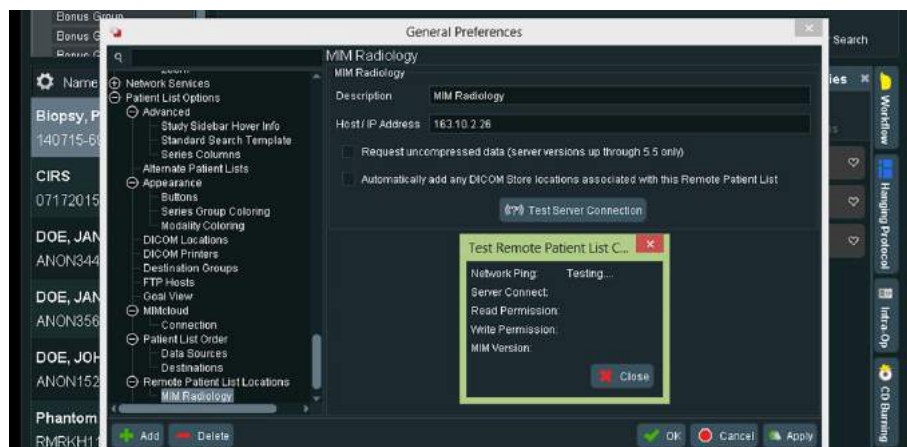 Bonus Group
Bonus G
General Preferences
Search
MIM Radiology
Name
Network Services
Patient List Options
Advanced
Study Sidebar Hover Info
Standard Search Template
Series Columns
Alternate Patient Lists
Appearance
Buttons
Series Group Coloring
Modality Coloring
DICOM Locations
DICOM Printers
Destination Groups
FTP Hosts
Goal View
MIMcloud
Connection
Patient List Order
Data Sources
Destinations
Remote Patient List Locations
MIM Radiology
Add Delete
MIM Radiology
Description MIM Radiology
Host / IP Address 163.10.2.26
Request uncompressed data (server versions up through 5.5 only)
Automatically add any DICOM Store locations associated with this Remote Patient List
Test Server Connection
Test Remote Patient List C...
Network Ping: Testing....
Server Connect:
Read Permission:
Write Permission:
MIM Version:
Close
OK Cancel Apply
Biopsy, P
140715-69
CIRS
07172015
DOE, JAN
ANON344
DOE, JAN
ANON356
DOE, JOH
ANON152
Phantom
RMRKH11
ies
Workflow
Hanging Protocol
Intra-Op
CD Burning